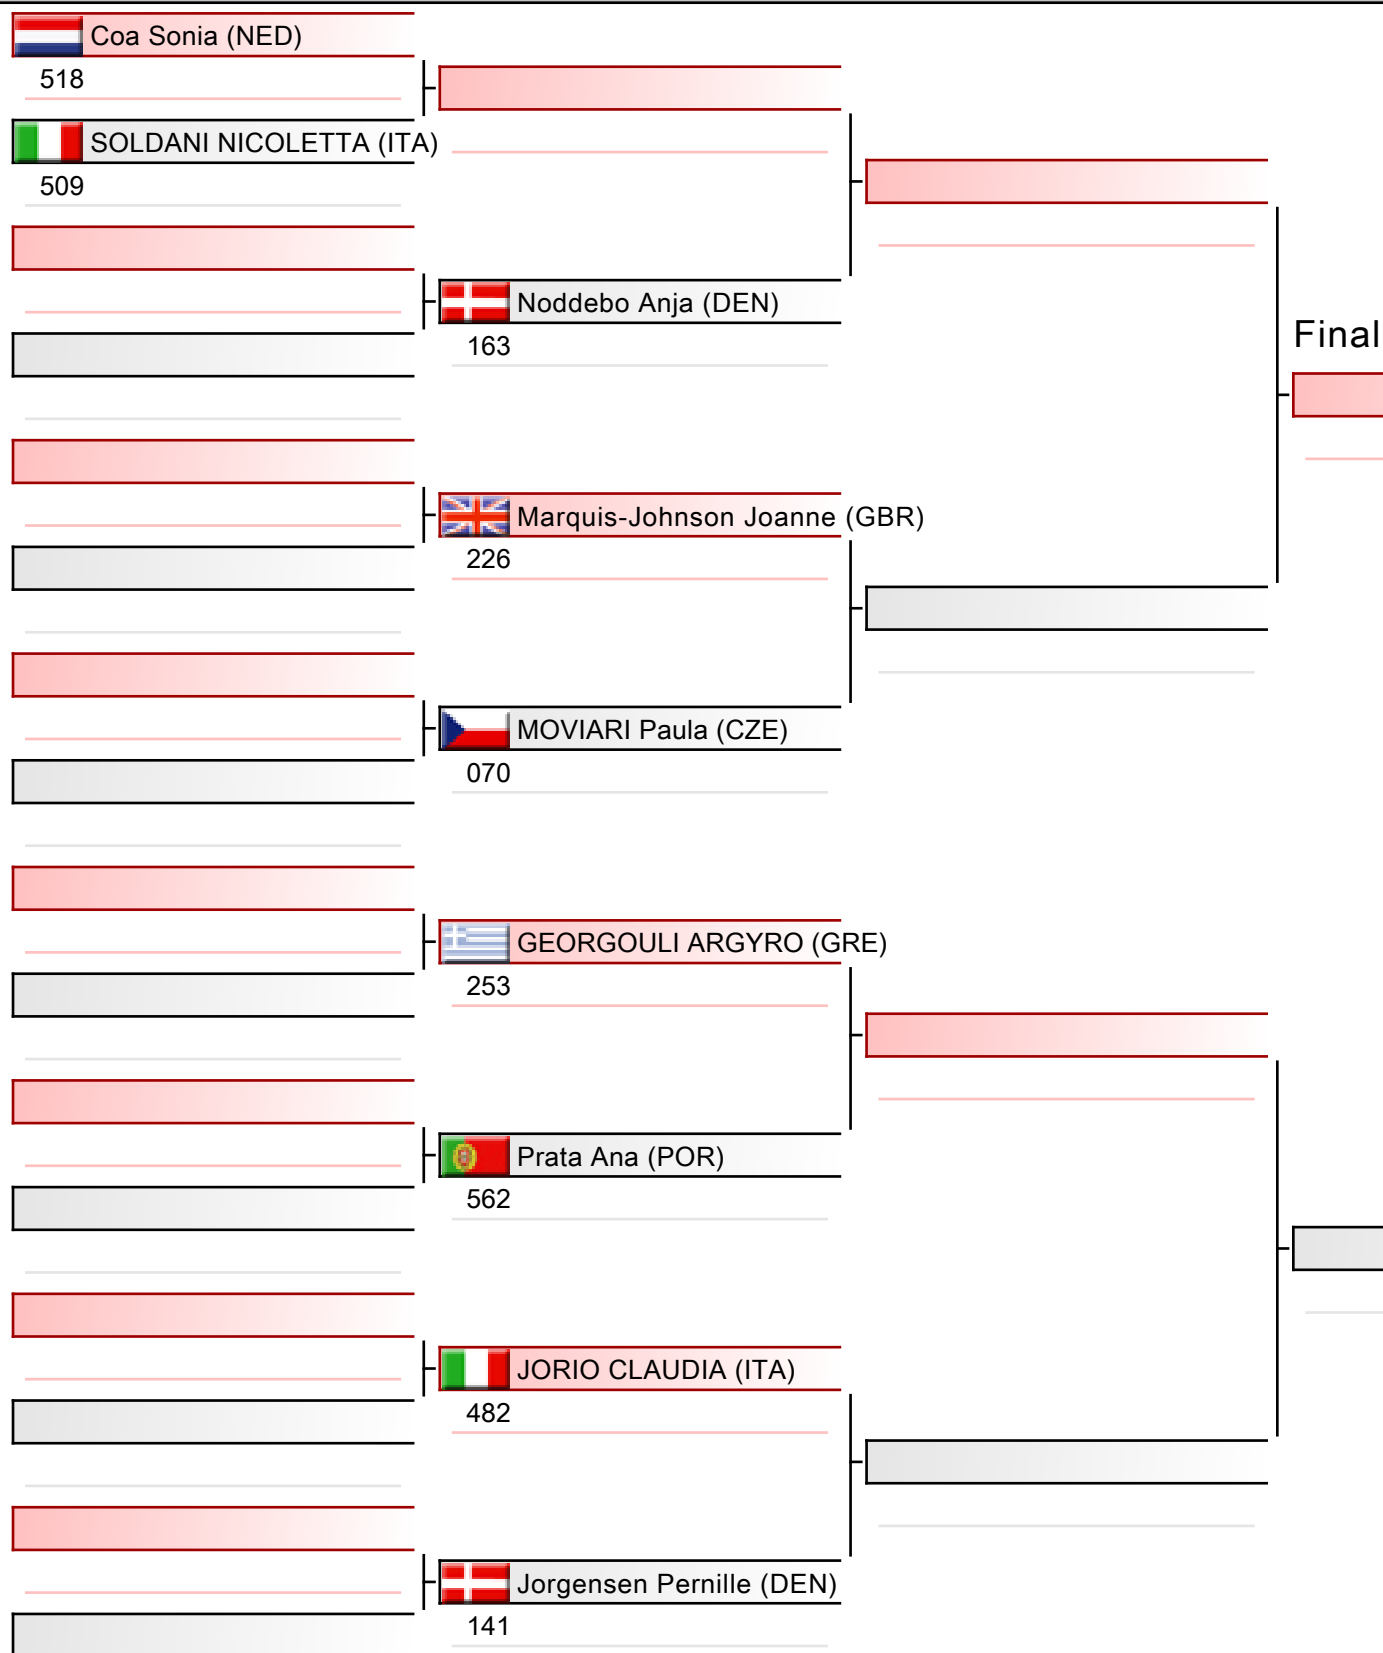 Coa Sonia (NED)
518
SOLDANI NICOLETTA (ITA)
509
Noddebo Anja (DEN)
163
Final
Marquis-Johnson Joanne (GBR)
226
MOVIARI Paula (CZE)
070
GEORGOULI ARGYRO (GRE)
253
Prata Ana (POR)
562
JORIO CLAUDIA (ITA)
482
Jorgensen Pernille (DEN)
141